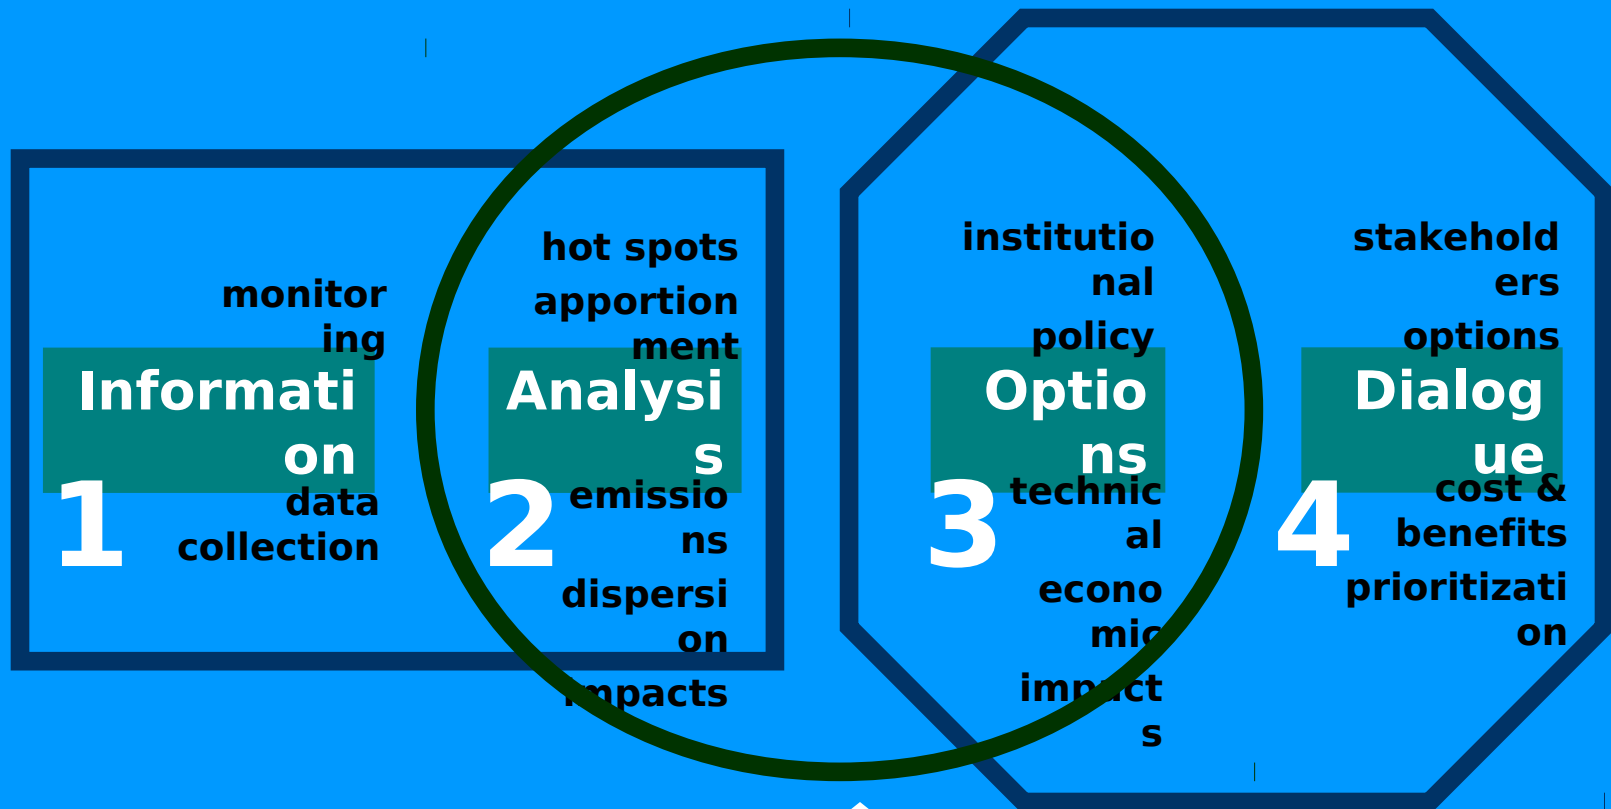 monitor
ing
Informati
on
1
data
collection
hot spots
apportion
ment
Analysi
s
2
emissio
ns
dispersi
on
impacts
institutio
nal
policy
Optio
ns
3
technic
al
econo
mic
impact
s
stakehold
ers
options
Dialog
ue
4
cost &
benefits
prioritizati
on